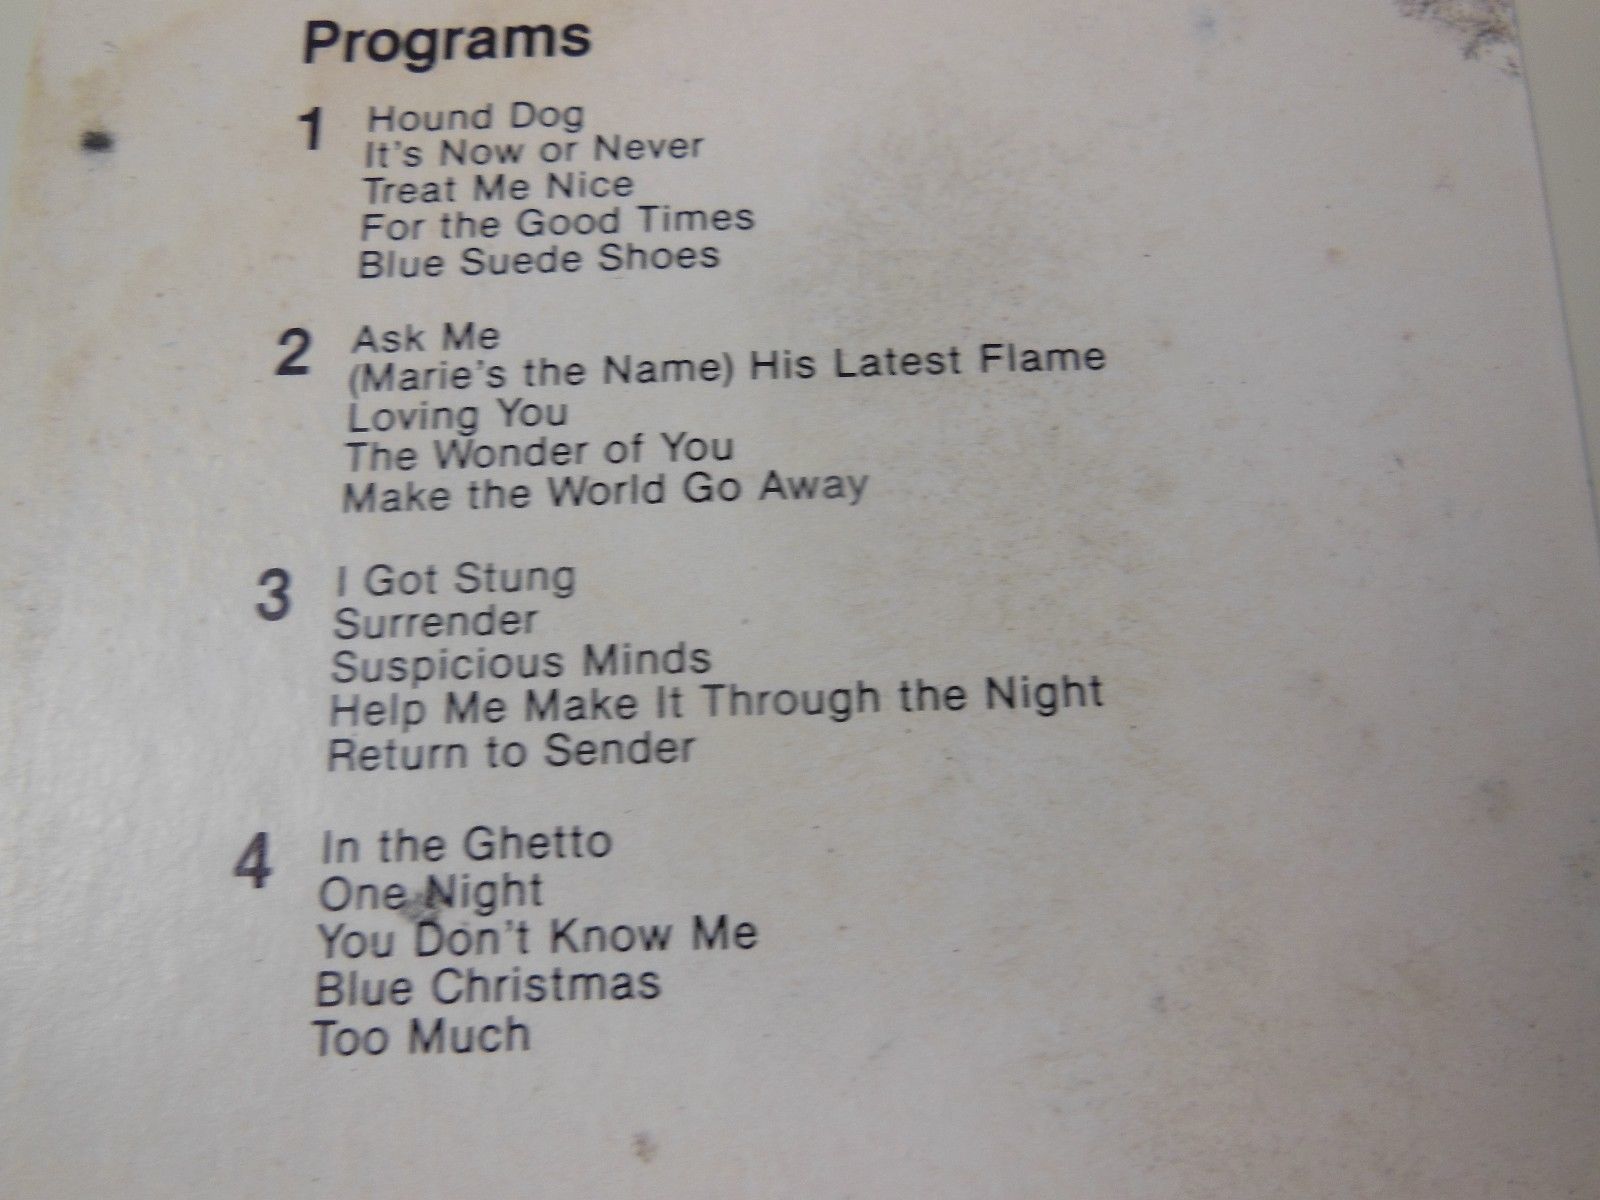 Programs
1 Hound Dog
It's Now or Never
Treat Me Nice
For the Good Times
Blue Suede Shoes
2 Ask Me
(Marie's the Name) His Latest Flame
Loving You
The Wonder of You
Make the World Go Away
3 I Got Stung
Surrender
Suspicious Minds
Help Me Make It Through the Night
Return to Sender
4 In the Ghetto
One Night
You Don't Know Me
Blue Christmas
Too Much